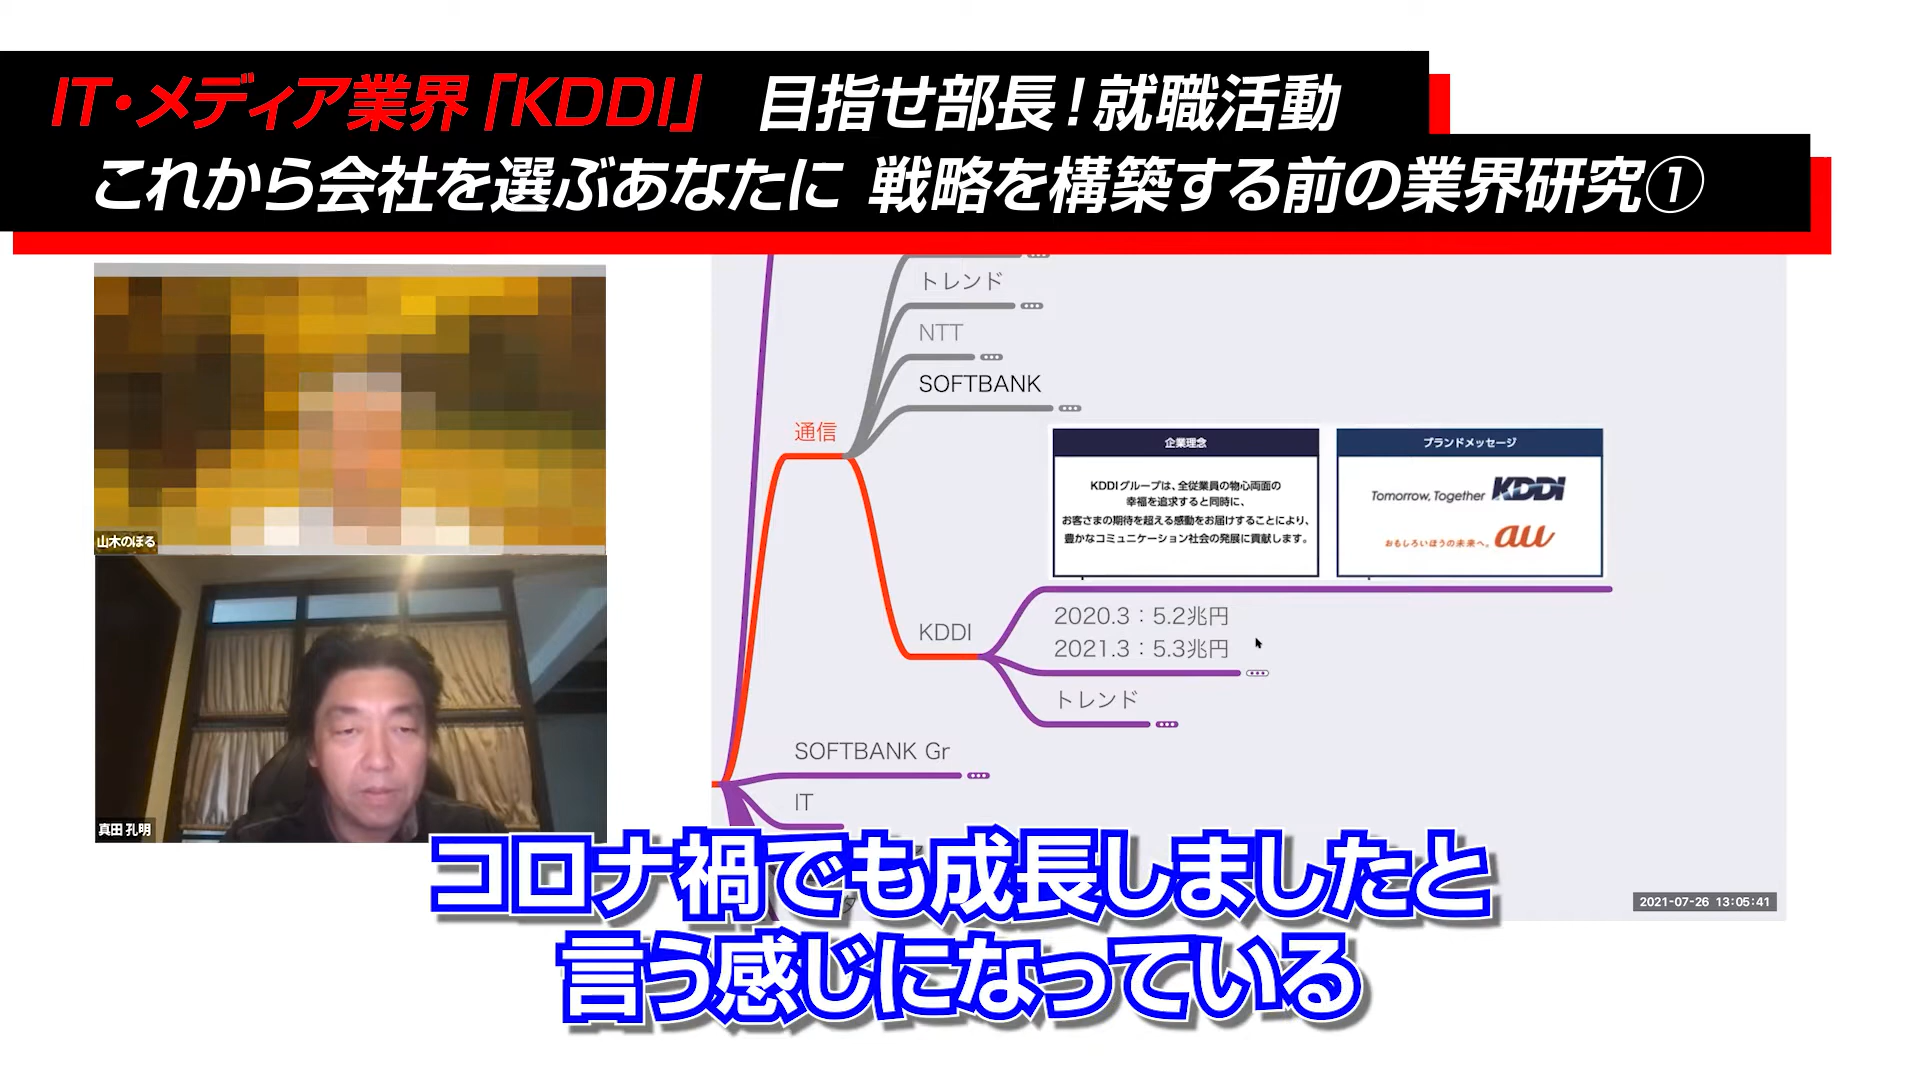 IT・メディア業界「KDDI」 目指せ部長！就職活動
これから会社を選ぶあなたに 戦略を構築する前の業界研究①
トレンド
NTT
SOFTBANK
通信
企業理念
KDDIグループは、全従業員の物心両面の
幸福を追求すると同時に、
お客さまの期待を超える感動をお届けすることにより、
豊かなコミュニケーション社会の発展に貢献します。
ブランドメッセージ
Tomorrow, Together KDDI
おもしろいほうの未来へ。 au
KDDI
2020.3：5.2兆円
2021.3：5.3兆円
トレンド
SOFTBANK Gr
IT
山木のぼる
真田 孔明
2021-07-26 13:05:41
コロナ禍でも成長しましたと
言う感じになっている